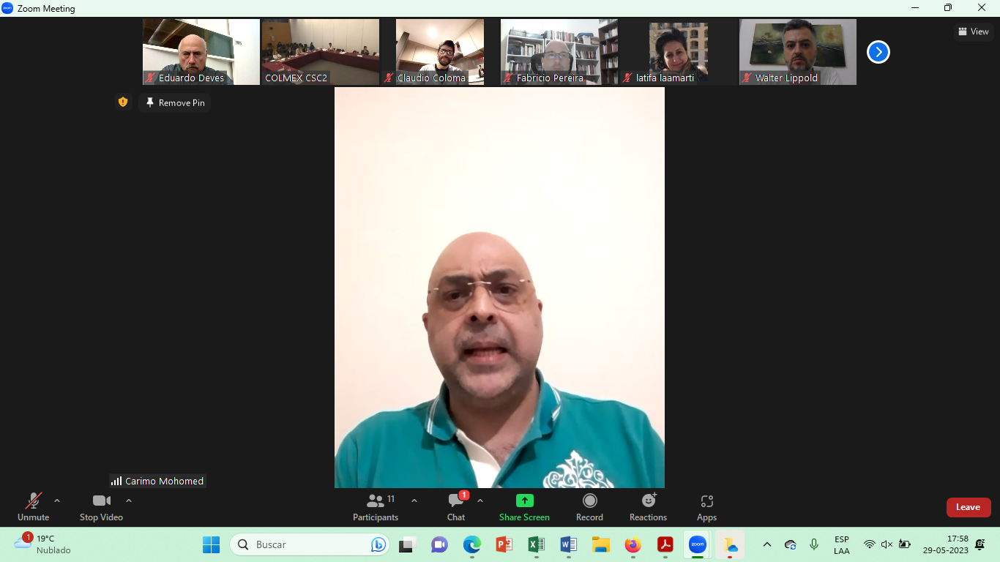 Zoom Meeting
Eduardo Deves
COLMEX CSC2
Claudio Coloma
Fabricio Pereira
latifa laamarti
Walter Lippold
View
Remove Pin
Carimo Mohomed
Unmute
Stop Video
11
Participants
1
Chat
Share Screen
Record
Reactions
Apps
Leave
1
19°C
Nublado
Buscar
zoom
ESP
LAA
17:58
29-05-2023